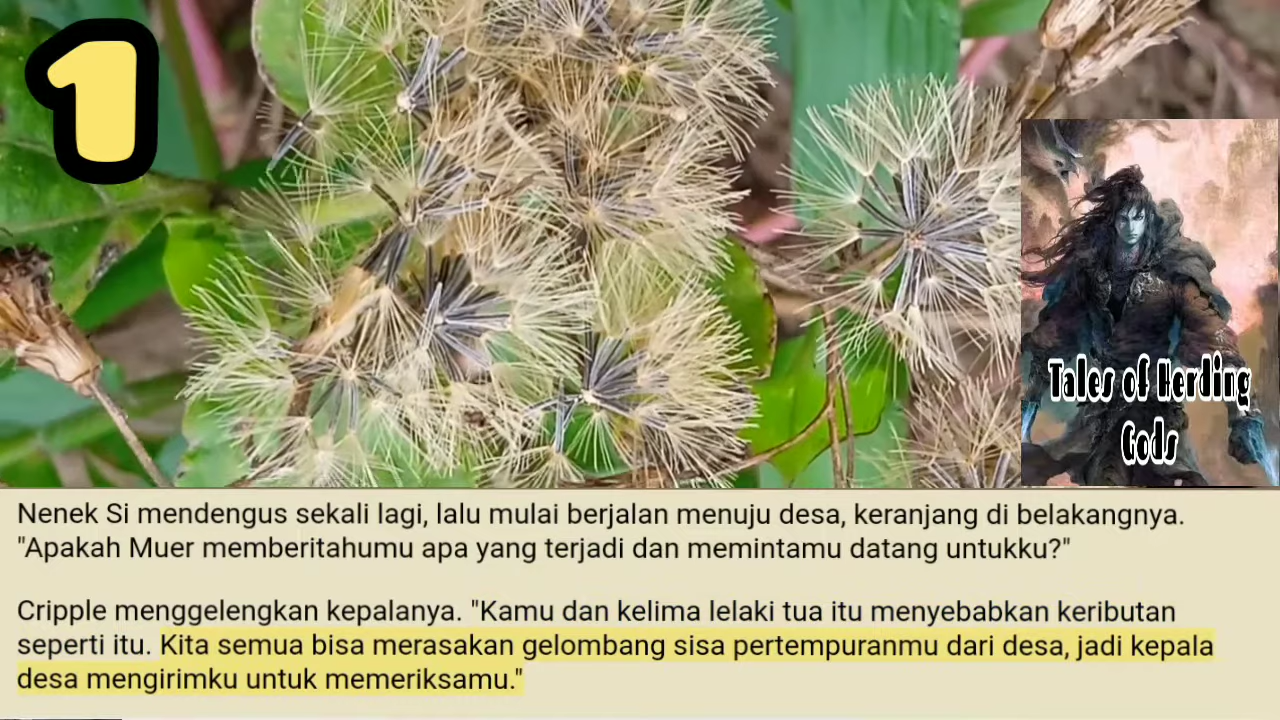 1
Tales of Herding
Gods
Nenek Si mendengus sekali lagi, lalu mulai berjalan menuju desa, keranjang di belakangnya.
"Apakah Muer memberitahumu apa yang terjadi dan memintamu datang untukku?"
Cripple menggelengkan kepalanya. "Kamu dan kelima lelaki tua itu menyebabkan keributan
seperti itu. Kita semua bisa merasakan gelombang sisa pertempuranmu dari desa, jadi kepala
desa mengirimku untuk memeriksamu."